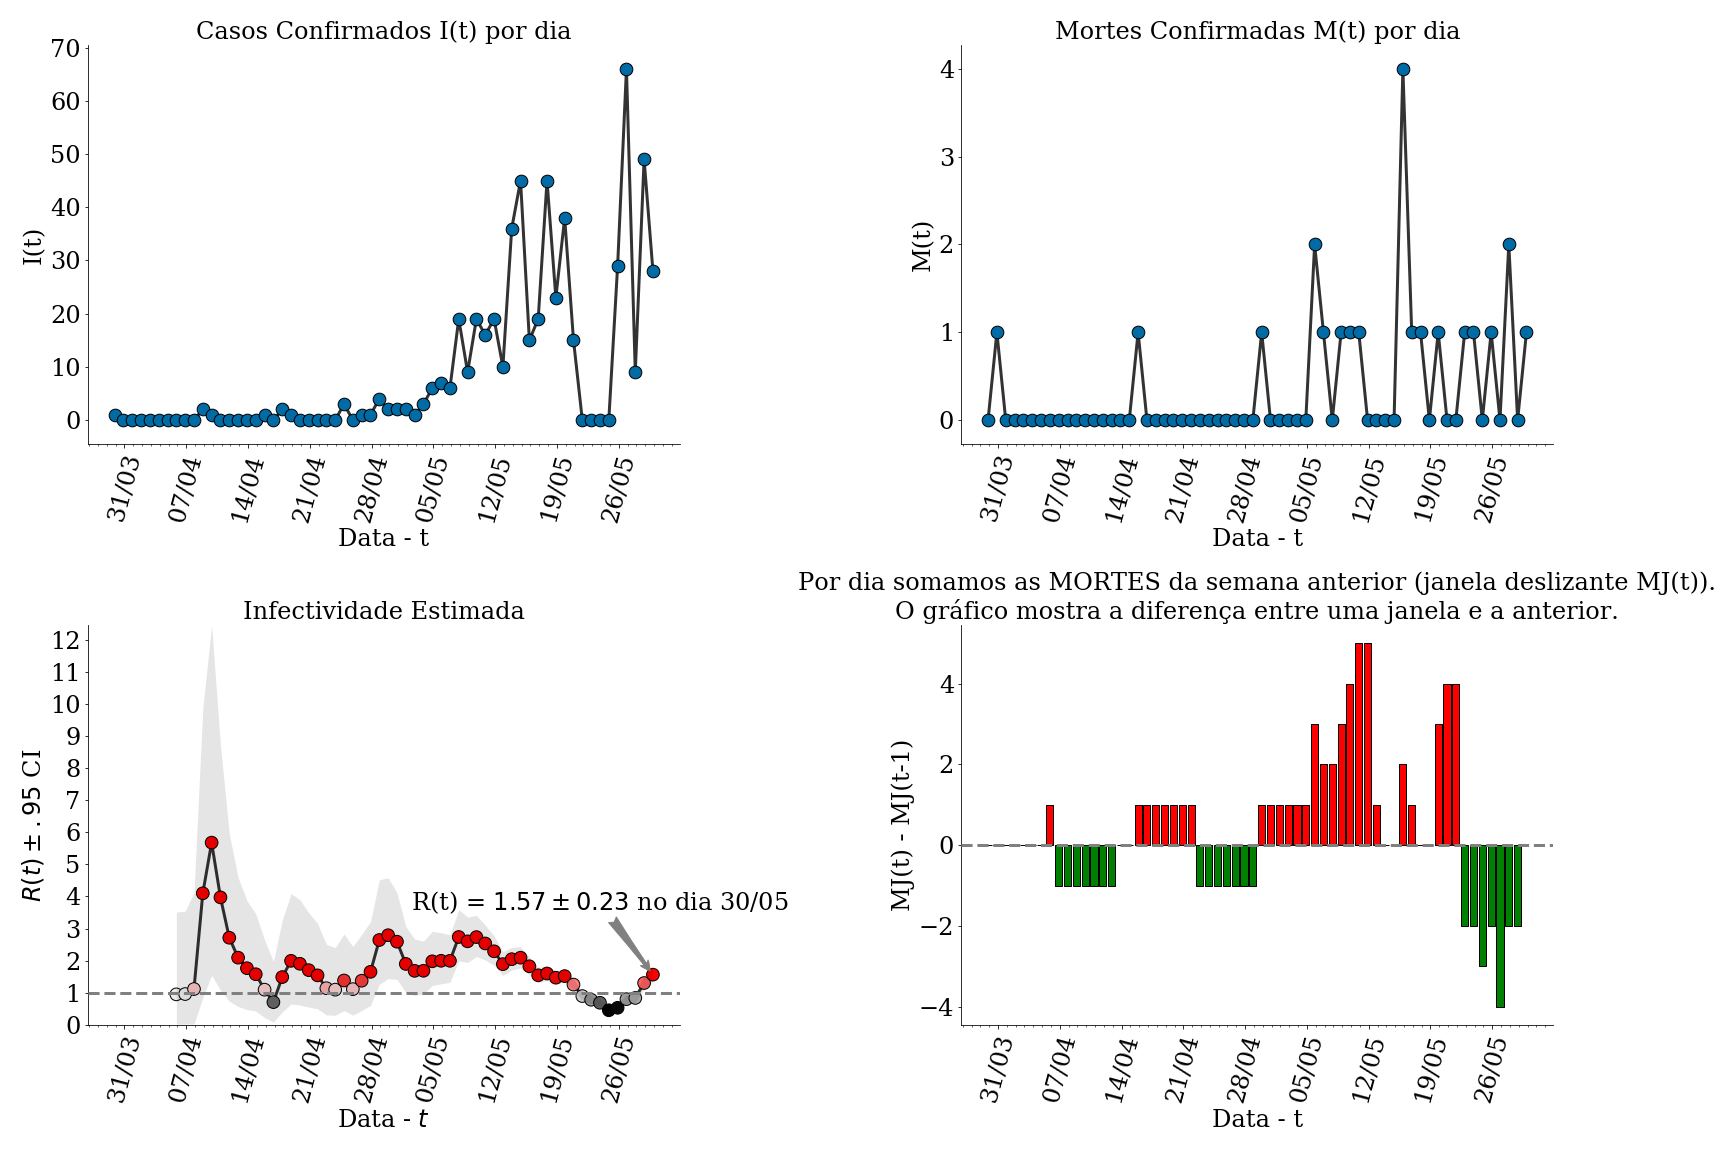 Casos Confirmados I(t) por dia
70
60
50
40
30
20
10
0
I(t)
31/03 07/04 14/04 21/04 28/04 05/05 12/05 19/05 26/05
Data - t
Mortes Confirmadas M(t) por dia
4
3
2
1
0
M(t)
31/03 07/04 14/04 21/04 28/04 05/05 12/05 19/05 26/05
Data - t
Infectividade Estimada
12
11
10
9
8
7
6
5
4
3
2
1
0
R(t) ± .95 CI
R(t) = 1.57 ± 0.23 no dia 30/05
31/03 07/04 14/04 21/04 28/04 05/05 12/05 19/05 26/05
Data - t
Por dia somamos as MORTES da semana anterior (janela deslizante MJ(t)).
O gráfico mostra a diferença entre uma janela e a anterior.
4
2
0
−2
−4
MJ(t) - MJ(t-1)
31/03 07/04 14/04 21/04 28/04 05/05 12/05 19/05 26/05
Data - t